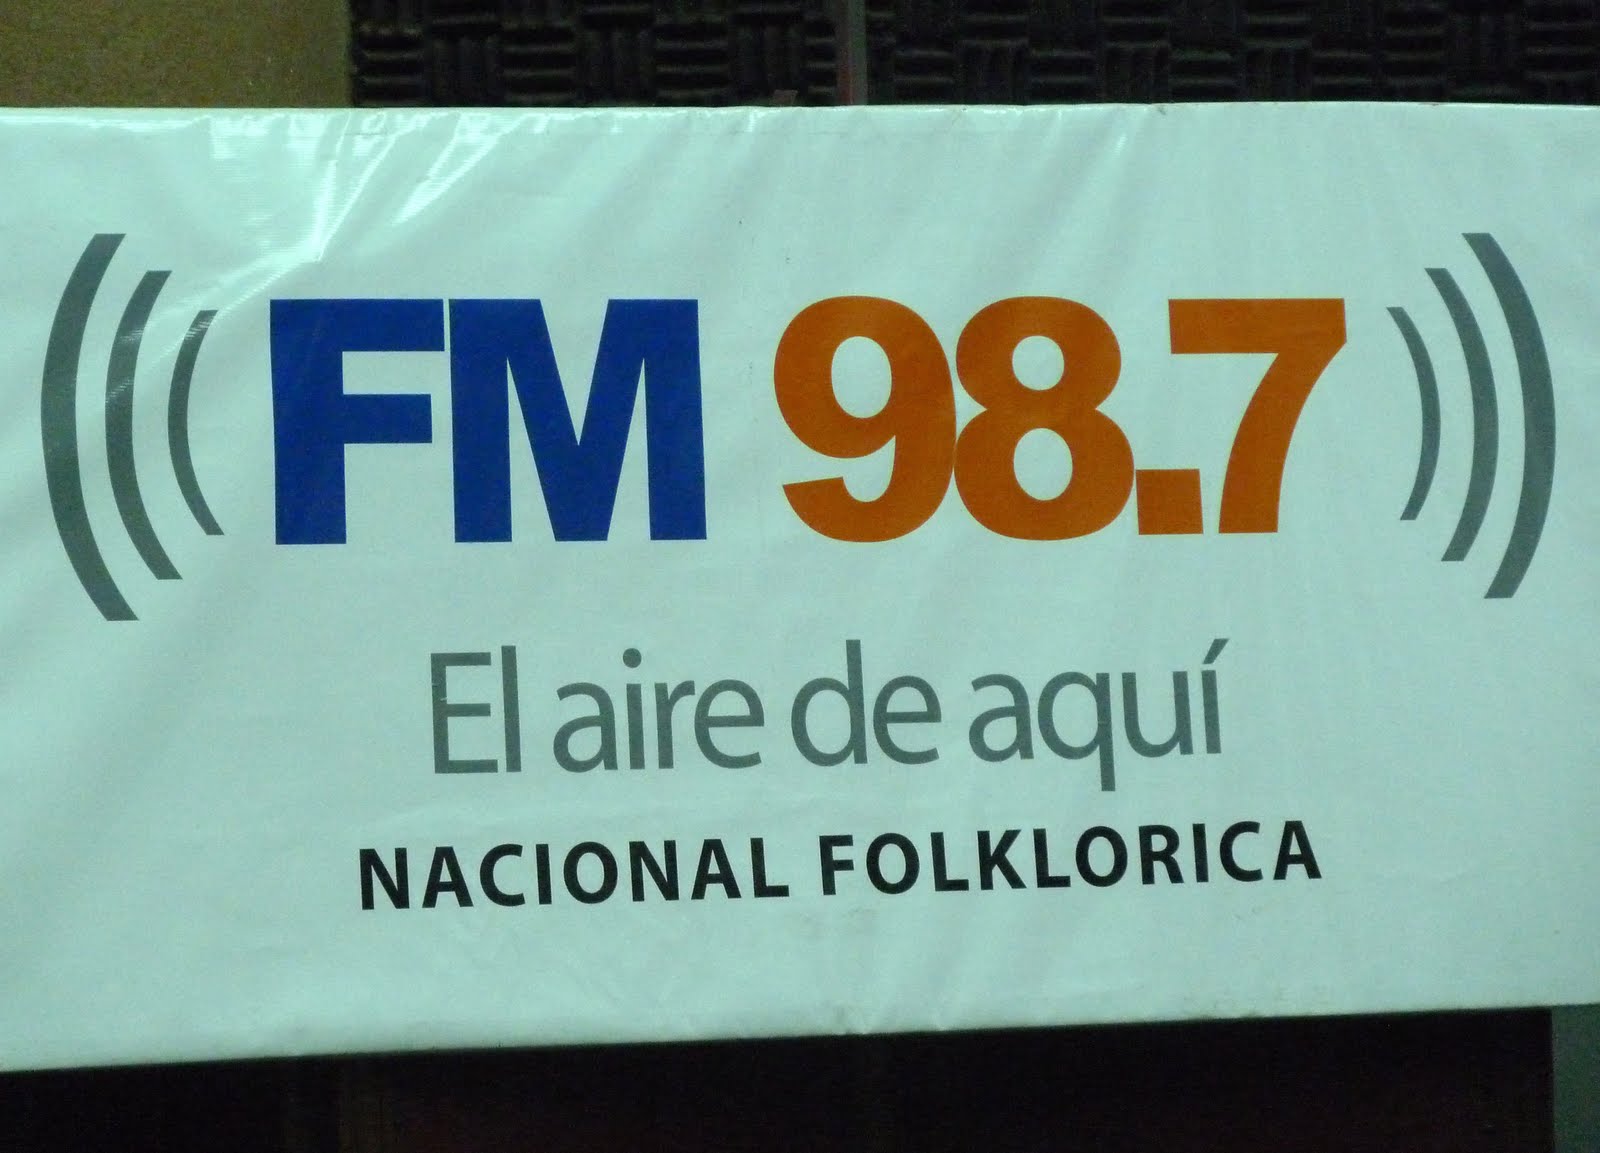 FM 98.7
El aire de aquí
NACIONAL FOLKLORICA